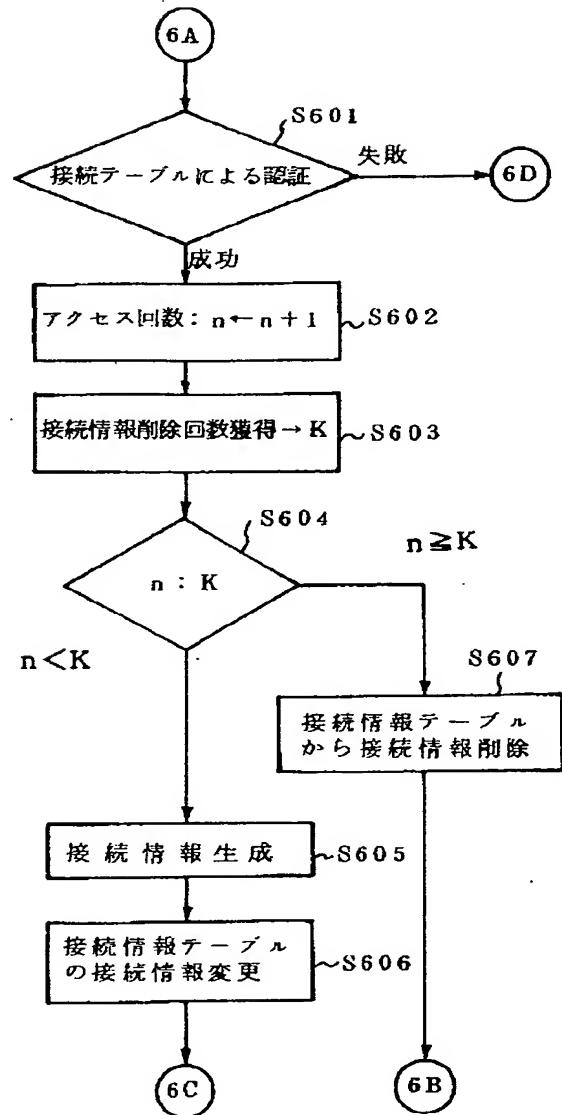 6A
S601
接続テーブルによる認証
失敗
6D
成功
アクセス回数: n←n+1
S602
接続情報削除回数獲得→K
S603
S604
n : K
n≧K
n<K
S607
接続情報テーブル
から接続情報削除
接続情報生成
S605
接続情報テーブル
の接続情報変更
S606
6C
6B